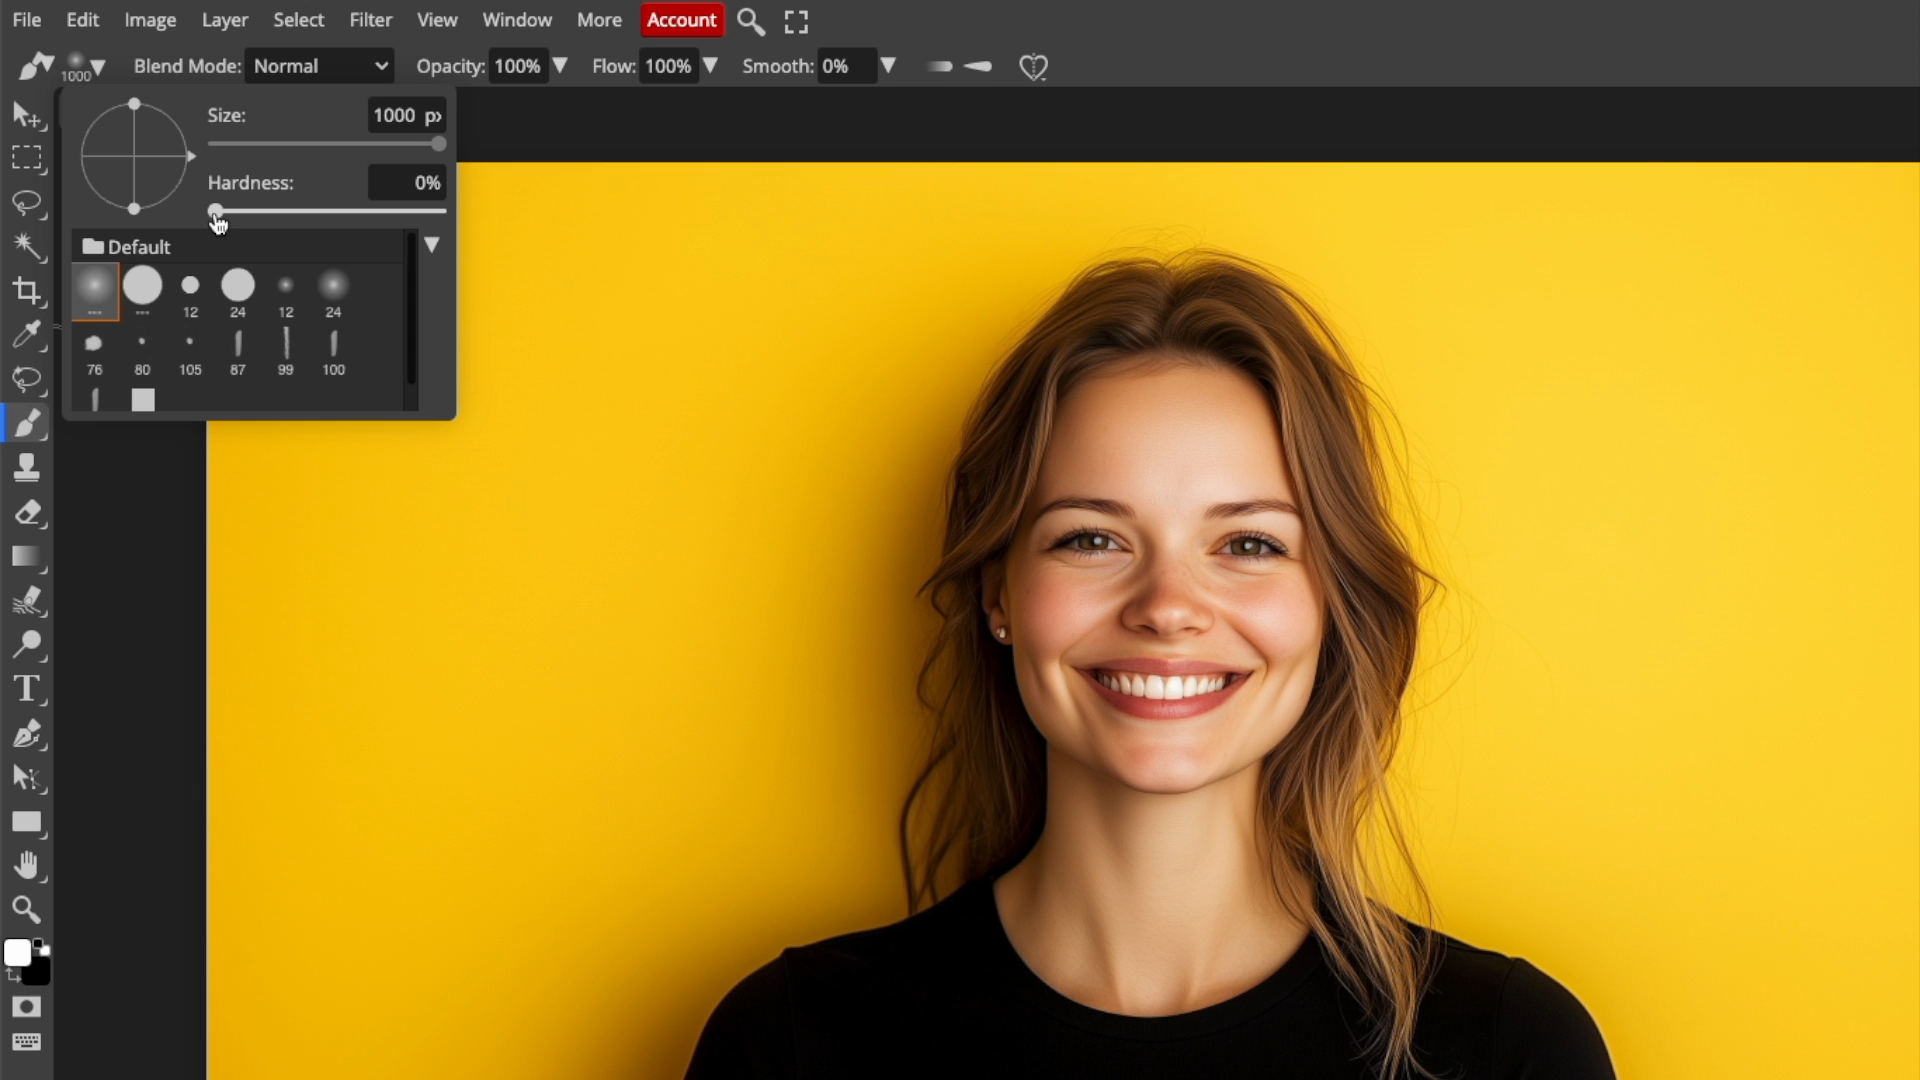 File Edit Image Layer Select Filter View Window More Account
1000 Blend Mode: Normal Opacity: 100% Flow: 100% Smooth: 0%
Size: 1000 px
Hardness: 0%
Default
--- --- 12 24 12 24
76 80 105 87 99 100
T